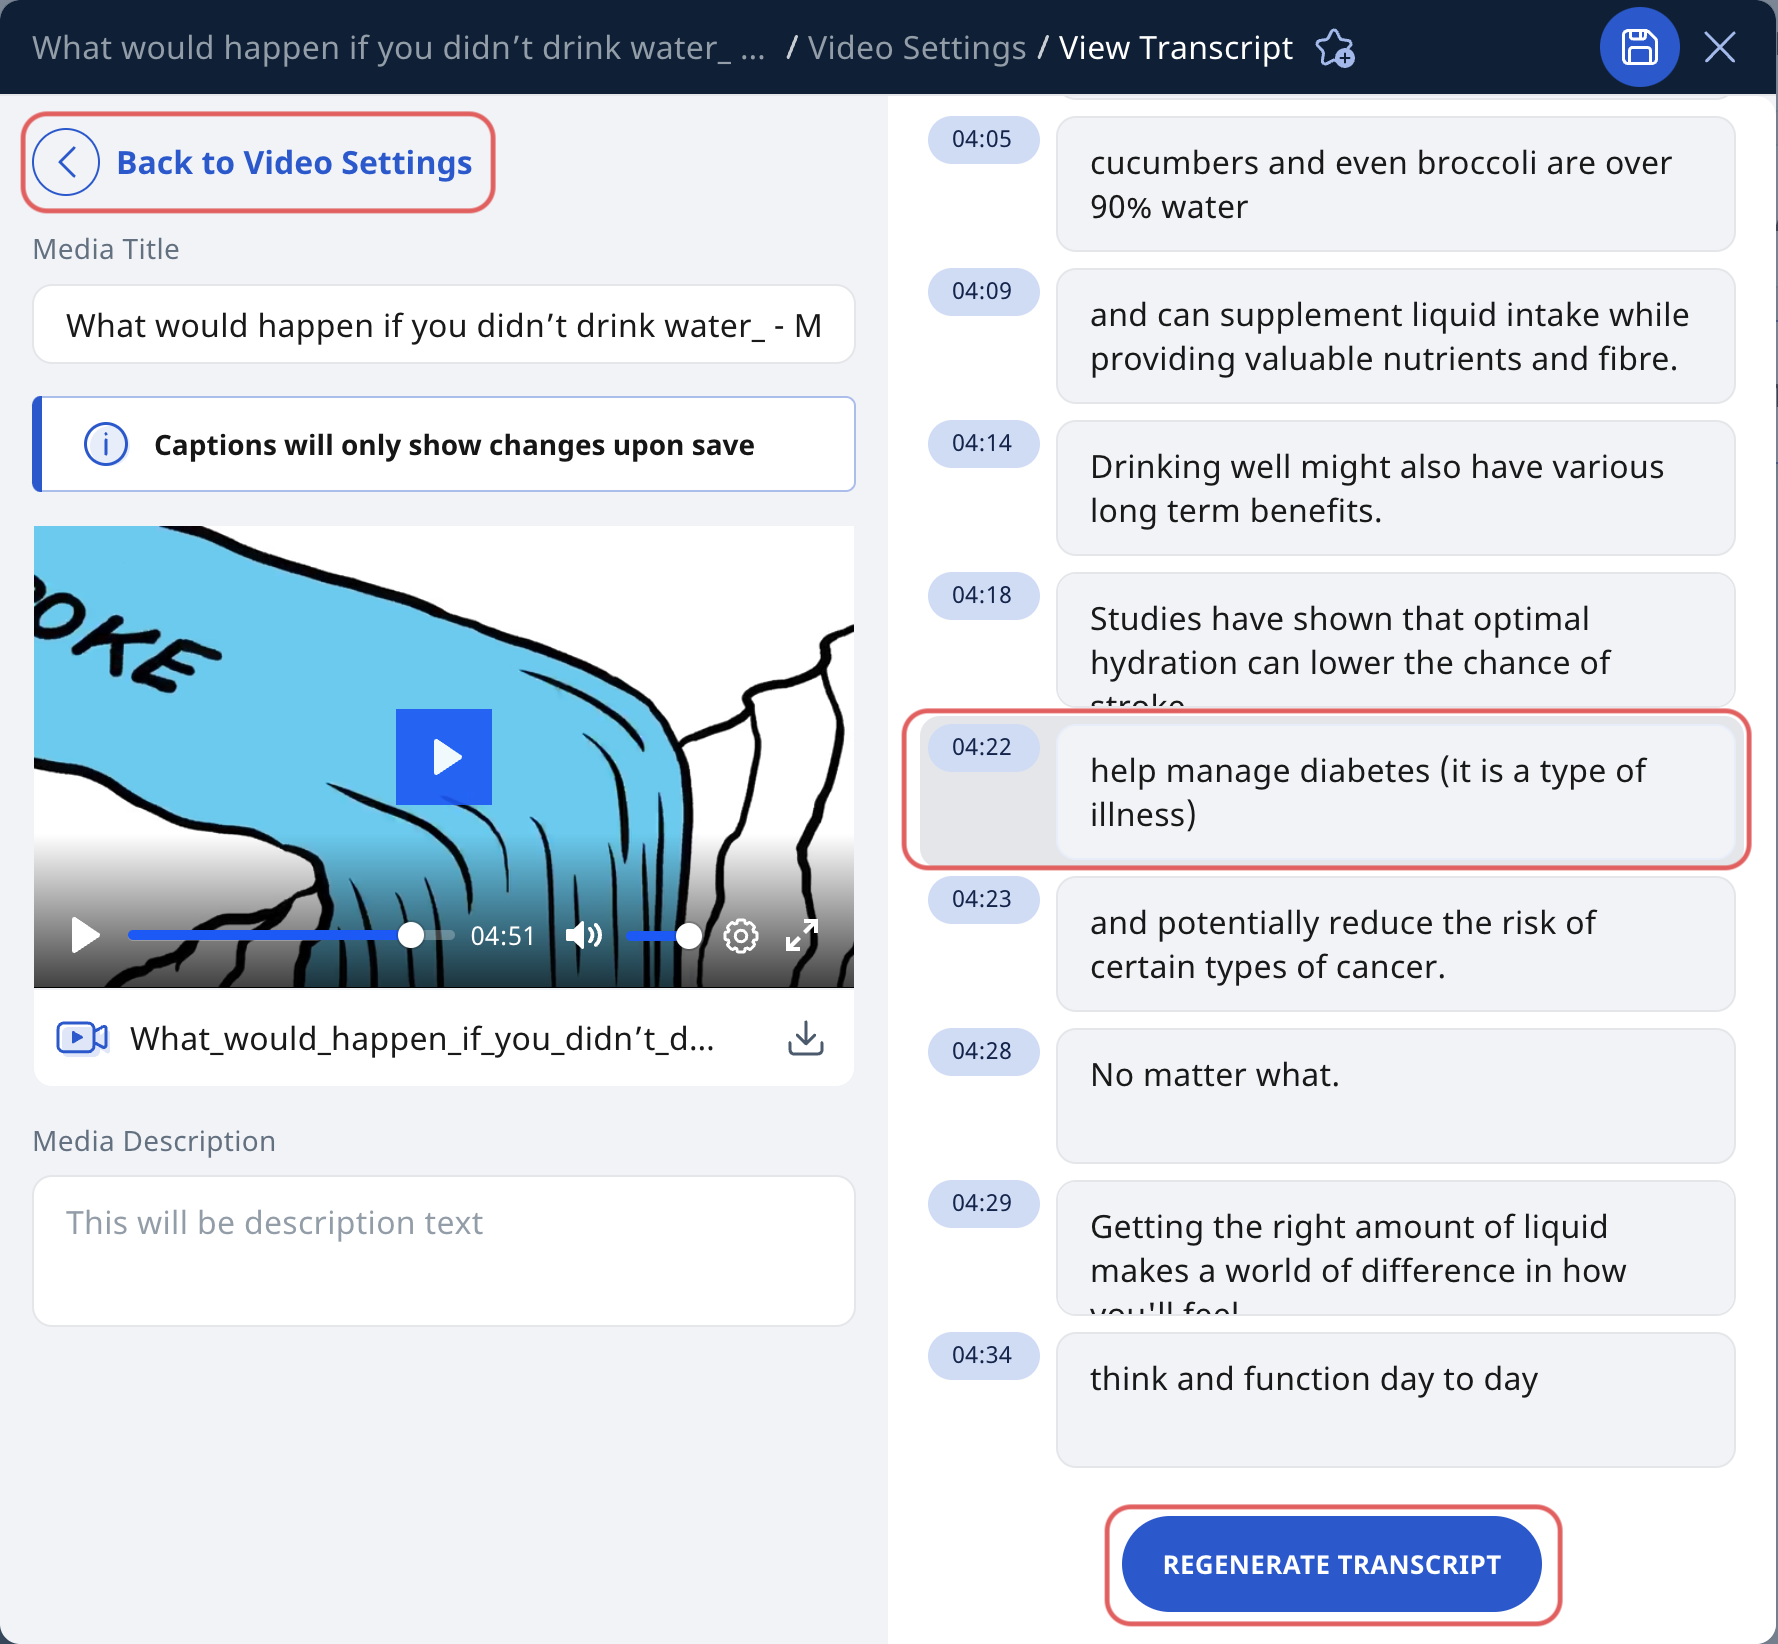 What would happen if you didn’t drink water_ ... / Video Settings / View Transcript
Back to Video Settings
Media Title
What would happen if you didn’t drink water_ - M
Captions will only show changes upon save
OKE
04:51
What_would_happen_if_you_didn’t_d...
Media Description
This will be description text
04:05
cucumbers and even broccoli are over
90% water
04:09
and can supplement liquid intake while
providing valuable nutrients and fibre.
04:14
Drinking well might also have various
long term benefits.
04:18
Studies have shown that optimal
hydration can lower the chance of
stroke
04:22
help manage diabetes (it is a type of
illness)
04:23
and potentially reduce the risk of
certain types of cancer.
04:28
No matter what.
04:29
Getting the right amount of liquid
makes a world of difference in how
you'll feel
04:34
think and function day to day
REGENERATE TRANSCRIPT